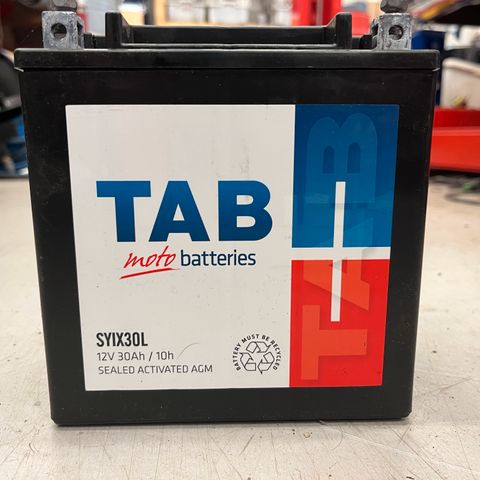 TAB
moto batteries
SYIX30L
12V 30Ah / 10h
SEALED ACTIVATED AGM
BATTERY MUST BE RECYCLED
TAB